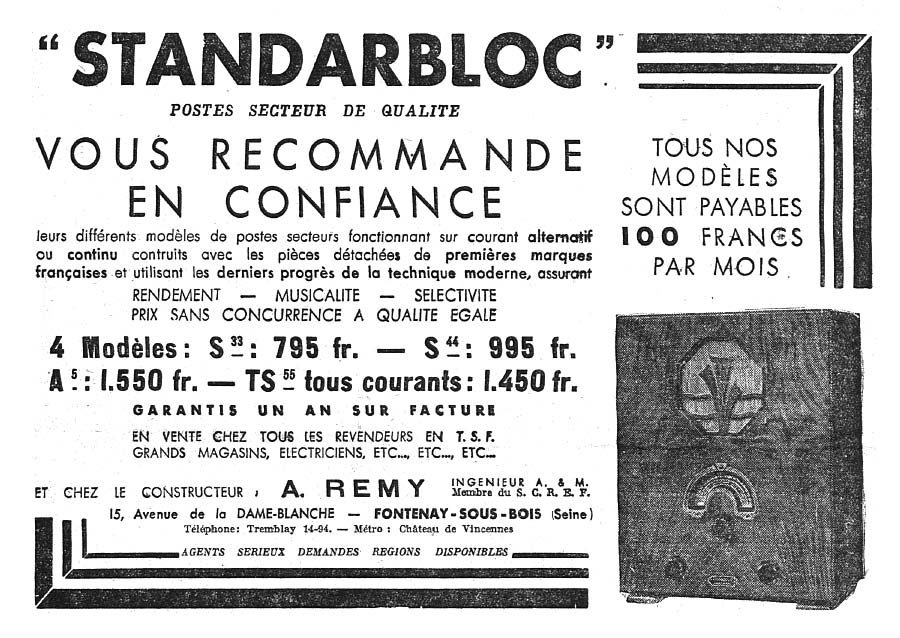 “STANDARBLOC”
POSTES SECTEUR DE QUALITE
VOUS RECOMMANDE
EN CONFIANCE
leurs différents modèles de postes secteurs fonctionnant sur courant alternatif
ou continu contruits avec les pièces détachées de premières marques
françaises et utilisant les derniers progrès de la technique moderne, assurant
RENDEMENT — MUSICALITE — SELECTIVITE
PRIX SANS CONCURRENCE A QUALITE EGALE
4 Modèles: S 33: 795 fr. — S 44: 995 fr.
A 5: 1.550 fr. — TS 55 tous courants: 1.450 fr.
GARANTIS UN AN SUR FACTURE
EN VENTE CHEZ TOUS LES REVENDEURS EN T. S. F.
GRANDS MAGASINS, ELECTRICIENS, ETC..., ETC..., ETC...
ET CHEZ LE CONSTRUCTEUR : A. REMY INGENIEUR A. & M.
Membre du S. C. R. E. F.
15, Avenue de la DAME-BLANCHE — FONTENAY-SOUS-BOIS (Seine)
Téléphone: Tremblay 14-94. — Métro : Château de Vincennes
AGENTS SERIEUX DEMANDES REGIONS DISPONIBLES
TOUS NOS
MODÈLES
SONT PAYABLES
100 FRANCS
PAR MOIS